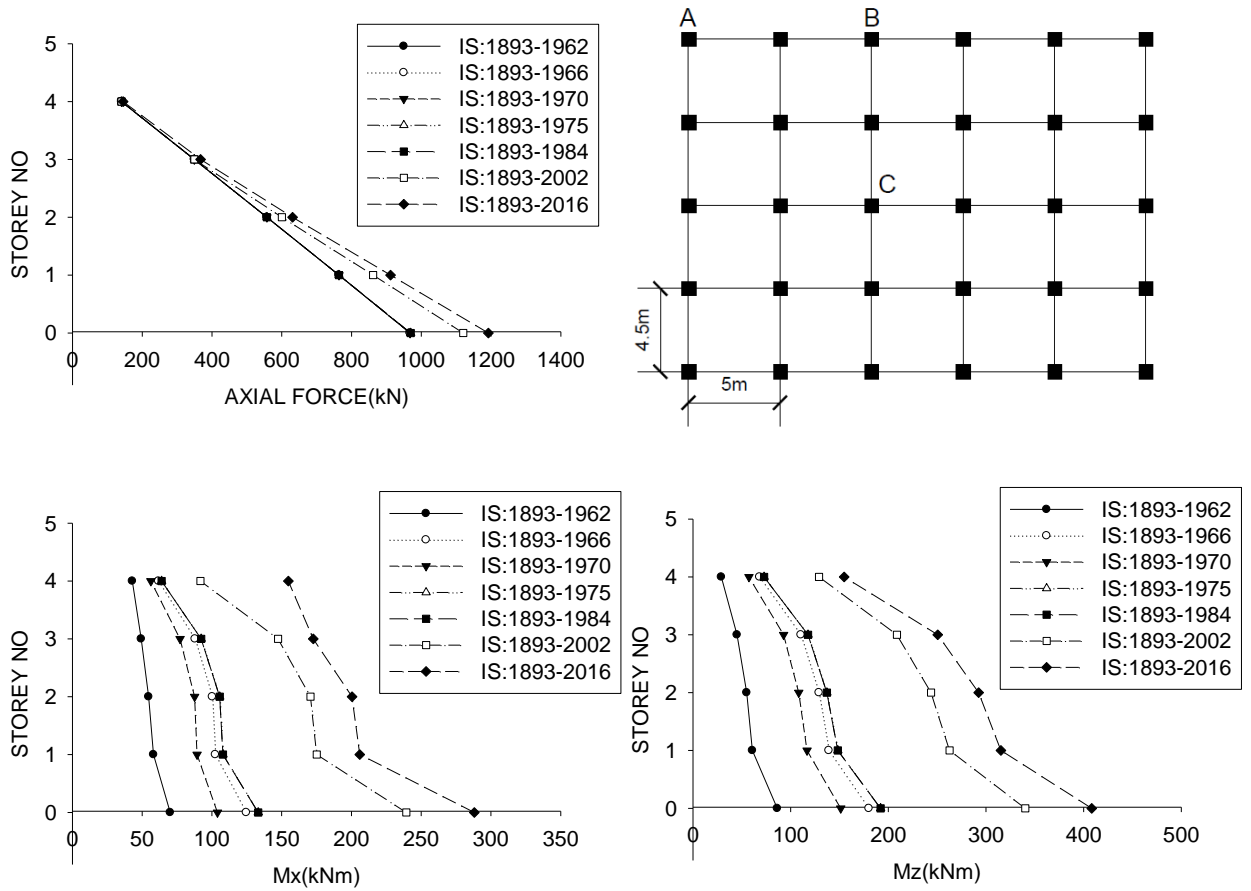 5
4
3
2
1
0
STOREY NO
0 200 400 600 800 1000 1200 1400
AXIAL FORCE(kN)
IS:1893-1962
IS:1893-1966
IS:1893-1970
IS:1893-1975
IS:1893-1984
IS:1893-2002
IS:1893-2016
A B
C
4.5m
5m
5
4
3
2
1
0
STOREY NO
0 50 100 150 200 250 300 350
Mx(kNm)
IS:1893-1962
IS:1893-1966
IS:1893-1970
IS:1893-1975
IS:1893-1984
IS:1893-2002
IS:1893-2016
5
4
3
2
1
0
STOREY NO
0 100 200 300 400 500
Mz(kNm)
IS:1893-1962
IS:1893-1966
IS:1893-1970
IS:1893-1975
IS:1893-1984
IS:1893-2002
IS:1893-2016